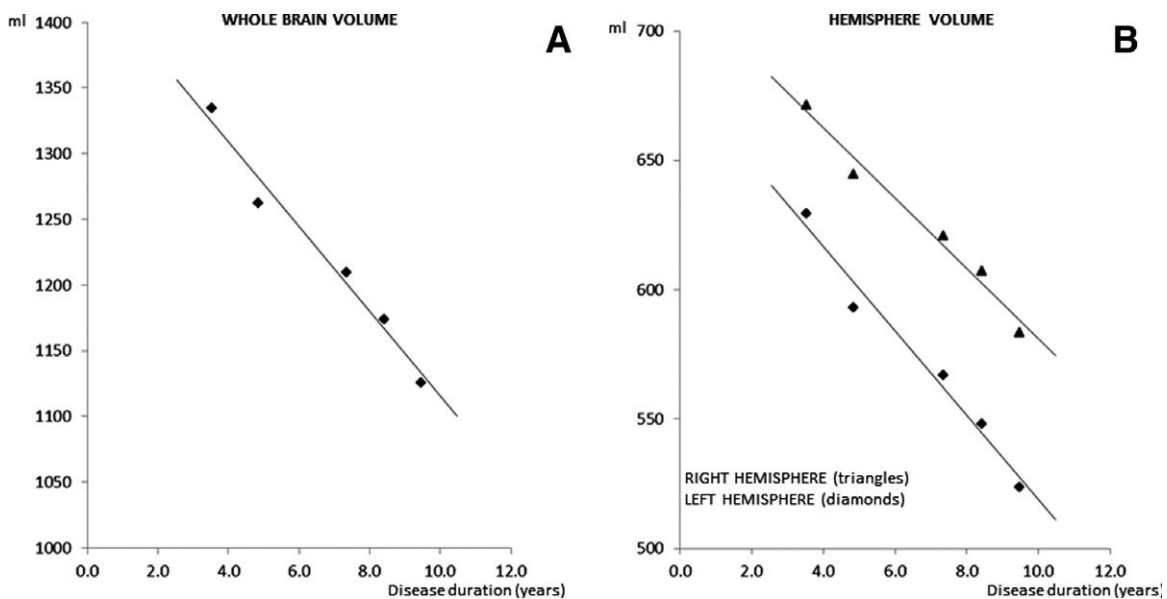 WHOLE BRAIN VOLUME
A
ml
1400
1350
1300
1250
1200
1150
1100
1050
1000
0.0 2.0 4.0 6.0 8.0 10.0 12.0
Disease duration (years)
HEMISPHERE VOLUME
B
ml
700
650
600
550
500
RIGHT HEMISPHERE (triangles)
LEFT HEMISPHERE (diamonds)
0.0 2.0 4.0 6.0 8.0 10.0 12.0
Disease duration (years)